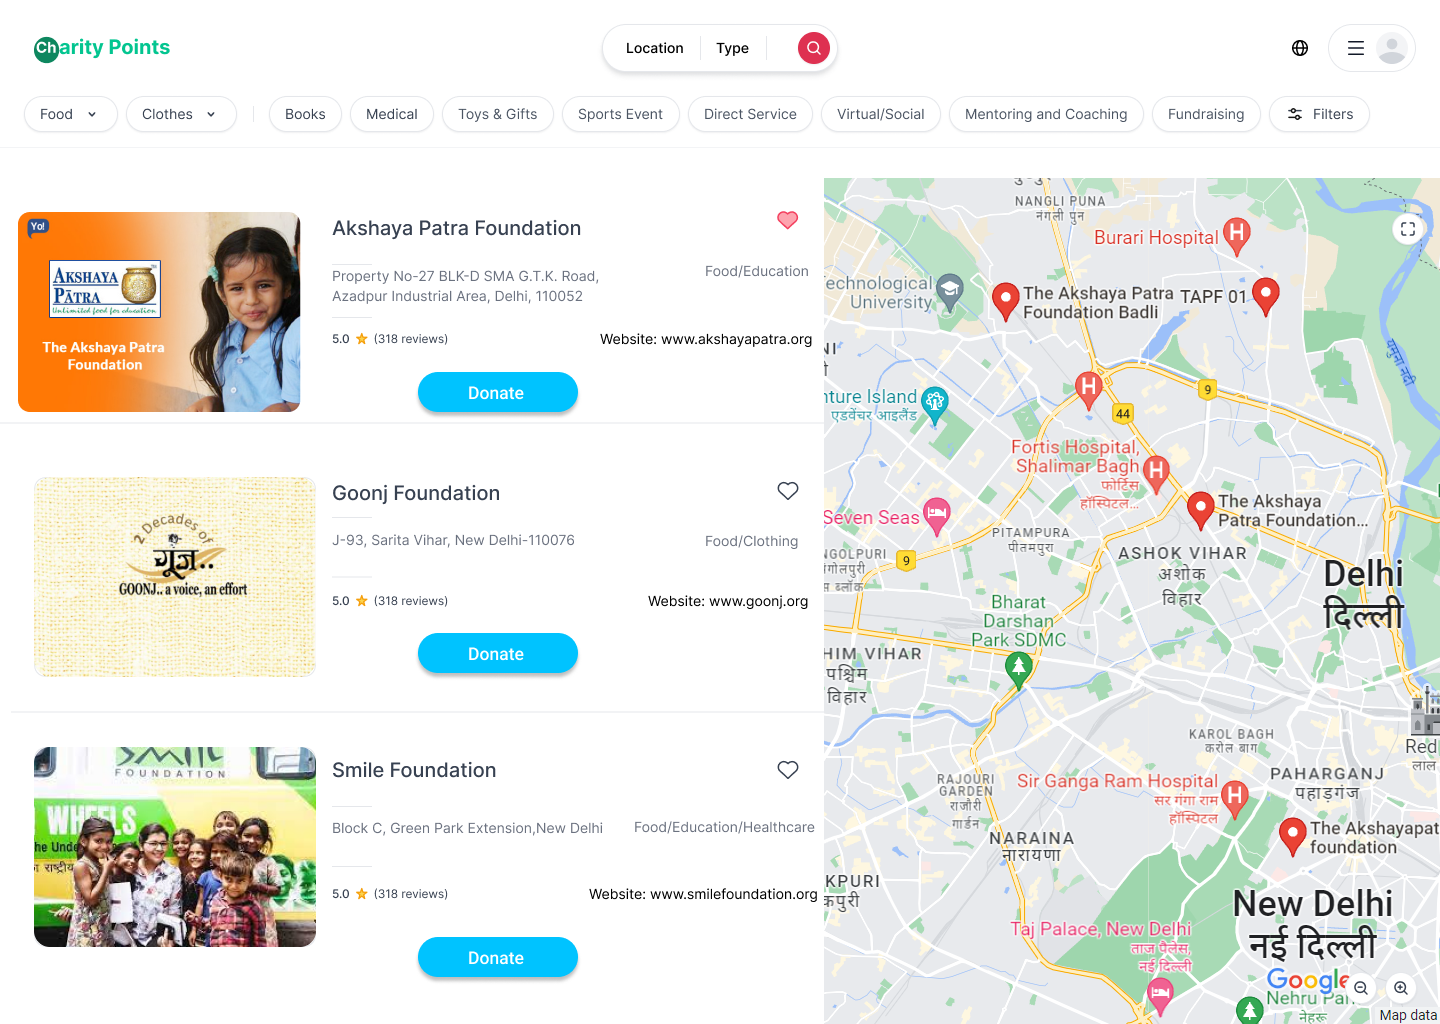 Charity Points
Location
Type
Food
Clothes
Books
Medical
Toys & Gifts
Sports Event
Direct Service
Virtual/Social
Mentoring and Coaching
Fundraising
Filters
Yo!
AKSHAYA
PĀTRA
Unlimited food for education
The Akshaya Patra
Foundation
Akshaya Patra Foundation
Property No-27 BLK-D SMA G.T.K. Road,
Azadpur Industrial Area, Delhi, 110052
Food/Education
5.0 (318 reviews)
Website: www.akshayapatra.org
Donate
2 Decades of
गूंज..
GOONJ.. a voice, an effort
Goonj Foundation
J-93, Sarita Vihar, New Delhi-110076
Food/Clothing
5.0 (318 reviews)
Website: www.goonj.org
Donate
FOUNDATION
WHEELS
Smile Foundation
Block C, Green Park Extension,New Delhi
Food/Education/Healthcare
5.0 (318 reviews)
Website: www.smilefoundation.org
Donate
NANGLI PUNA
नंगली पुन
Burari Hospital
echnological
University
The Akshaya Patra
Foundation Badli
TAPF 01
यमुना नदी
9
44
nture Island
एडवेंचर आइलैंड
Fortis Hospital,
Shalimar Bagh
फोर्टिस
हॉस्पिटल...
The Akshaya
Patra Foundation...
Seven Seas
PITAMPURA
पीतमपुरा
NGOLPURI
गोलपुरी
स ब्लॉक
9
ASHOK VIHAR
अशोक
विहार
Delhi
दिल्ली
Bharat
Darshan
Park SDMC
HIM VIHAR
पश्चिम
विहार
KAROL BAGH
करोल बाग
Red
लाल
RAJOURI
GARDEN
राजौरी
गार्डन
Sir Ganga Ram Hospital
सर गंगा राम
हॉस्पिटल
PAHARGANJ
पहाड़गंज
NARAINA
नारायणा
The Akshayapat
foundation
KPURI
कपुरी
New Delhi
नई दिल्ली
Taj Palace, New Delhi
ताज पैलेस,
नई दिल्ली
Google
Nehru Par
नेहरू
Map data